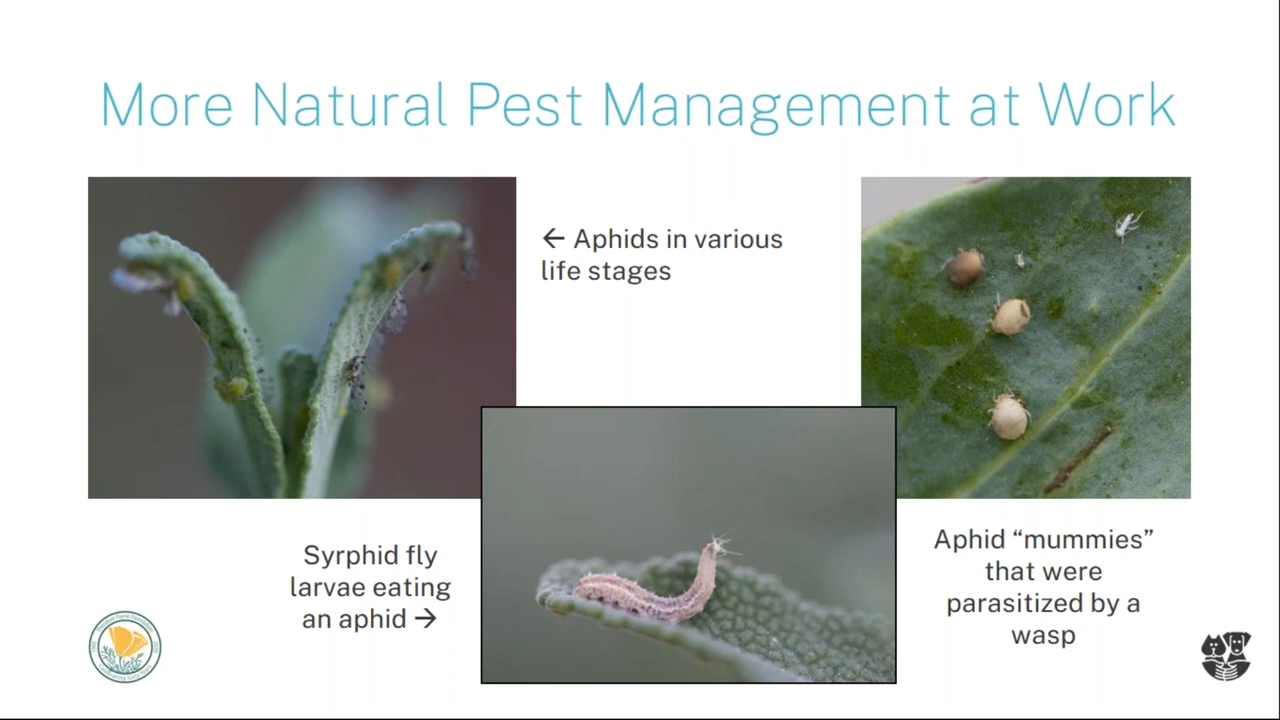 More Natural Pest Management at Work
← Aphids in various
life stages
Syrphid fly
larvae eating
an aphid →
Aphid “mummies”
that were
parasitized by a
wasp